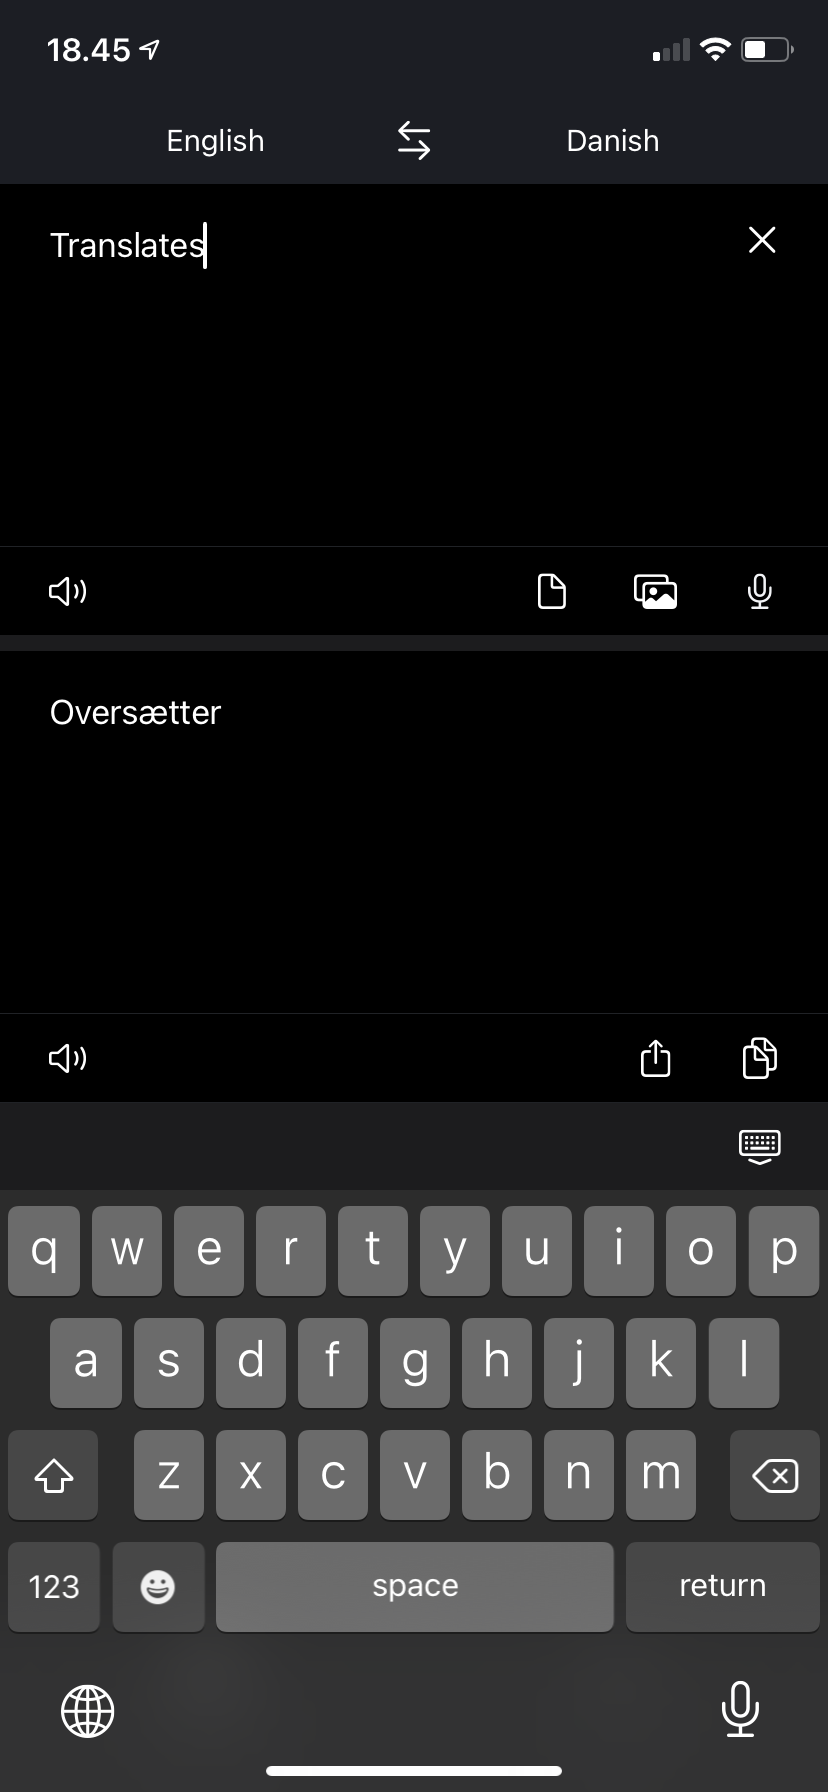 18.45
English Danish
Translates
Oversætter
q w e r t y u i o p
a s d f g h j k l
z x c v b n m
123 space return